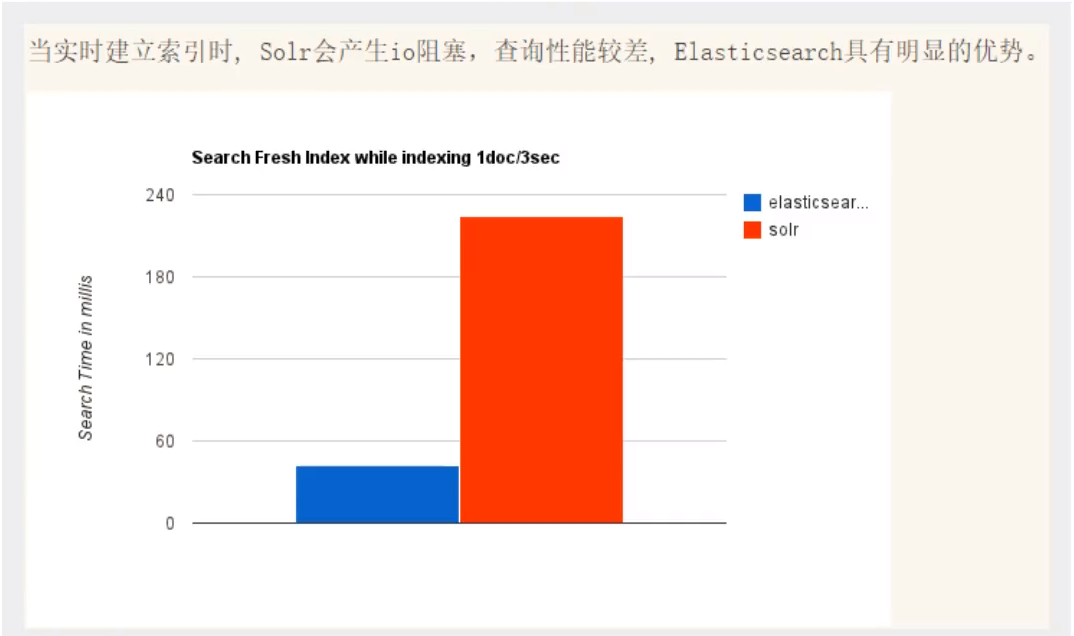 当实时建立索引时, Solr会产生io阻塞，查询性能较差, Elasticsearch具有明显的优势。
Search Fresh Index while indexing 1doc/3sec
240
180
120
60
0
Search Time in millis
elasticsear...
solr